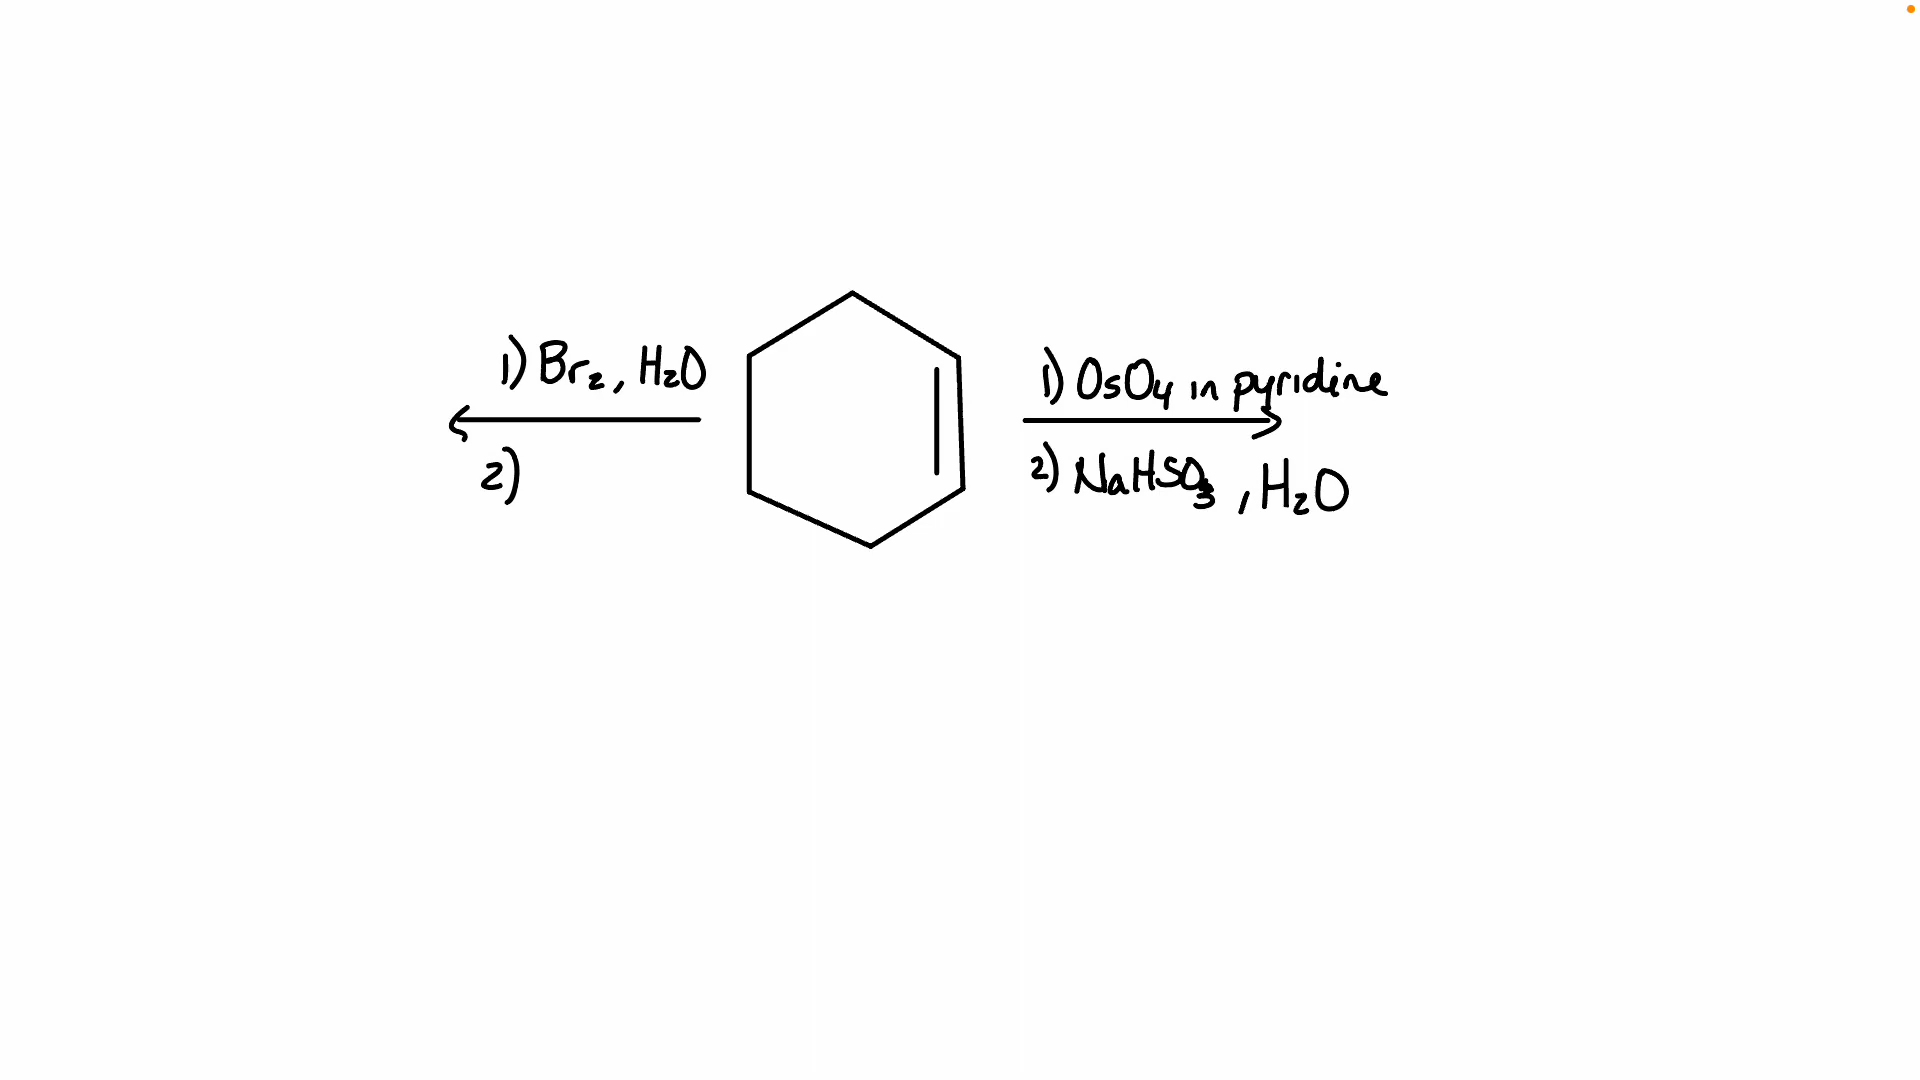 1) Br₂, H₂O
2)
1) OsO₄ in pyridine
2) NaHSO₃, H₂O